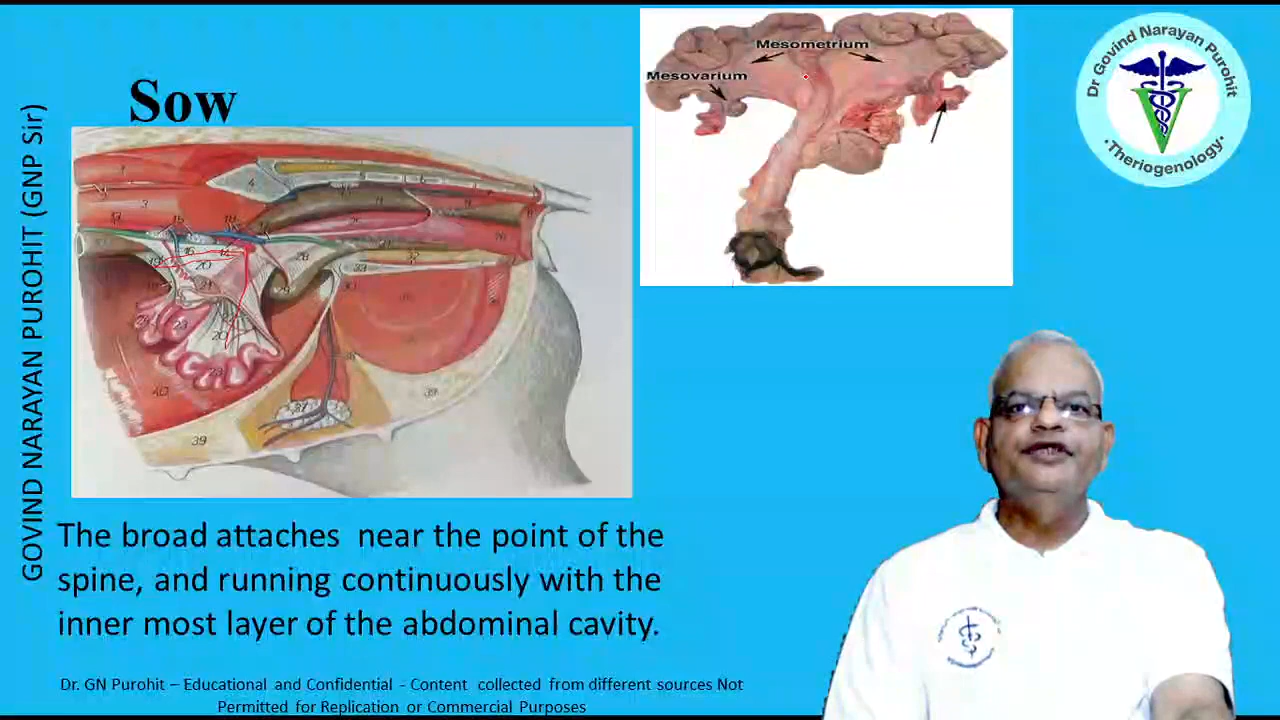 GOVIND NARAYAN PUROHIT (GNP Sir)
Sow
Mesometrium
Mesovarium
Dr Govind Narayan Purohit
·Theriogenology·
The broad attaches  near the point of the
spine, and running continuously with the
inner most layer of the abdominal cavity.
Dr. GN Purohit – Educational and Confidential - Content collected from different sources Not
Permitted for Replication or Commercial Purposes